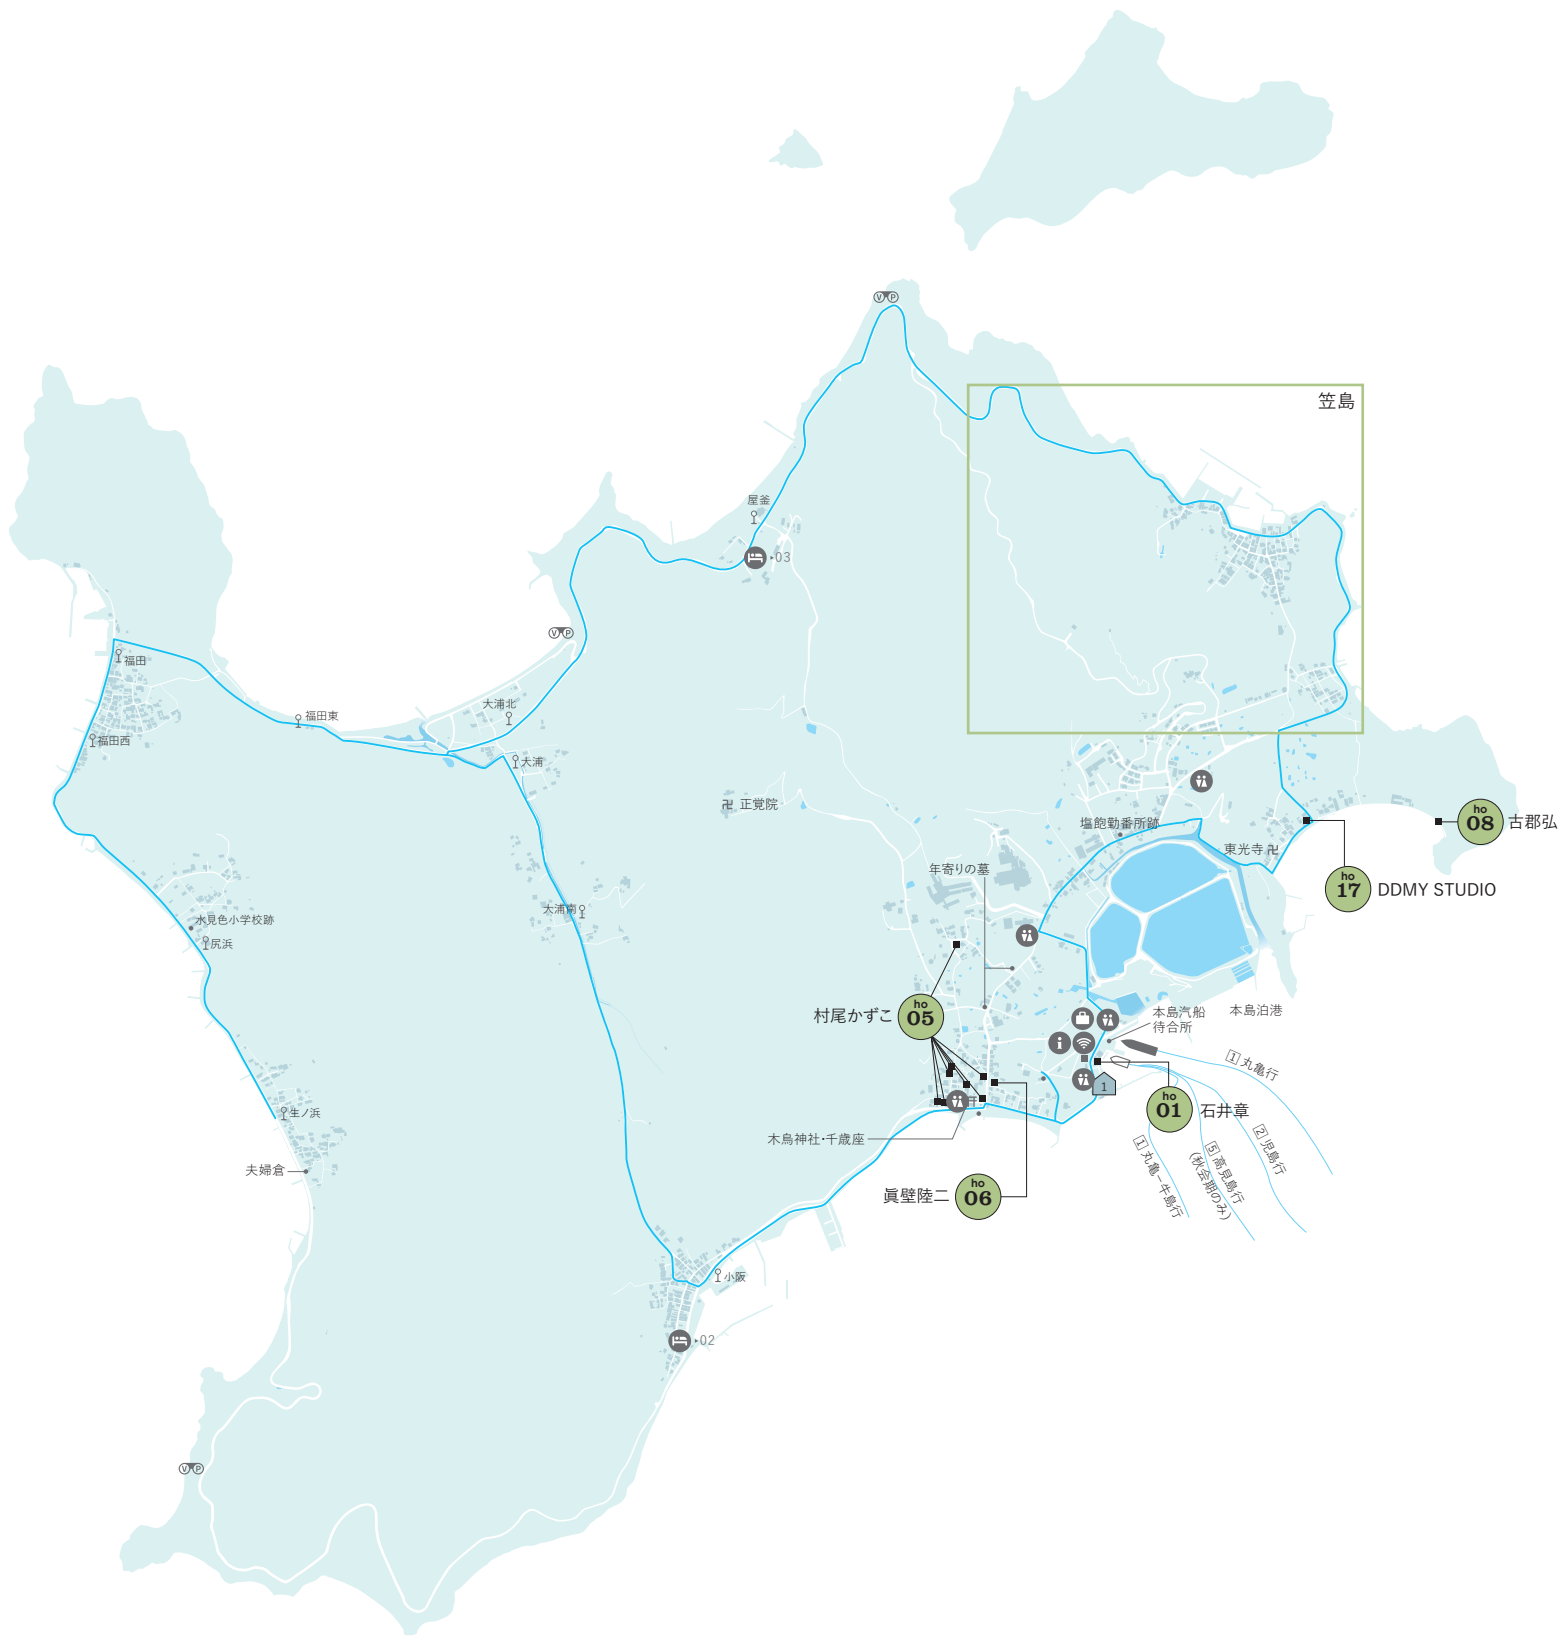 V P
笠島
屋釜
▸03
V P
福田
大浦北
福田東
福田西
大浦
正覚院
ho
08
古郡弘
塩飽勤番所跡
東光寺
年寄りの墓
ho
17
DDMY STUDIO
大浦南
水見色小学校跡
尻浜
ho
05
村尾かずこ
本島汽船
待合所
本島泊港
1 丸亀行
1
ho
01
石井章
生ノ浜
木烏神社・千歳座
2 児島行
5 高見島行
(秋会期のみ)
1 丸亀–牛島行
夫婦倉
ho
06
眞壁陸二
小阪
▸02
V P